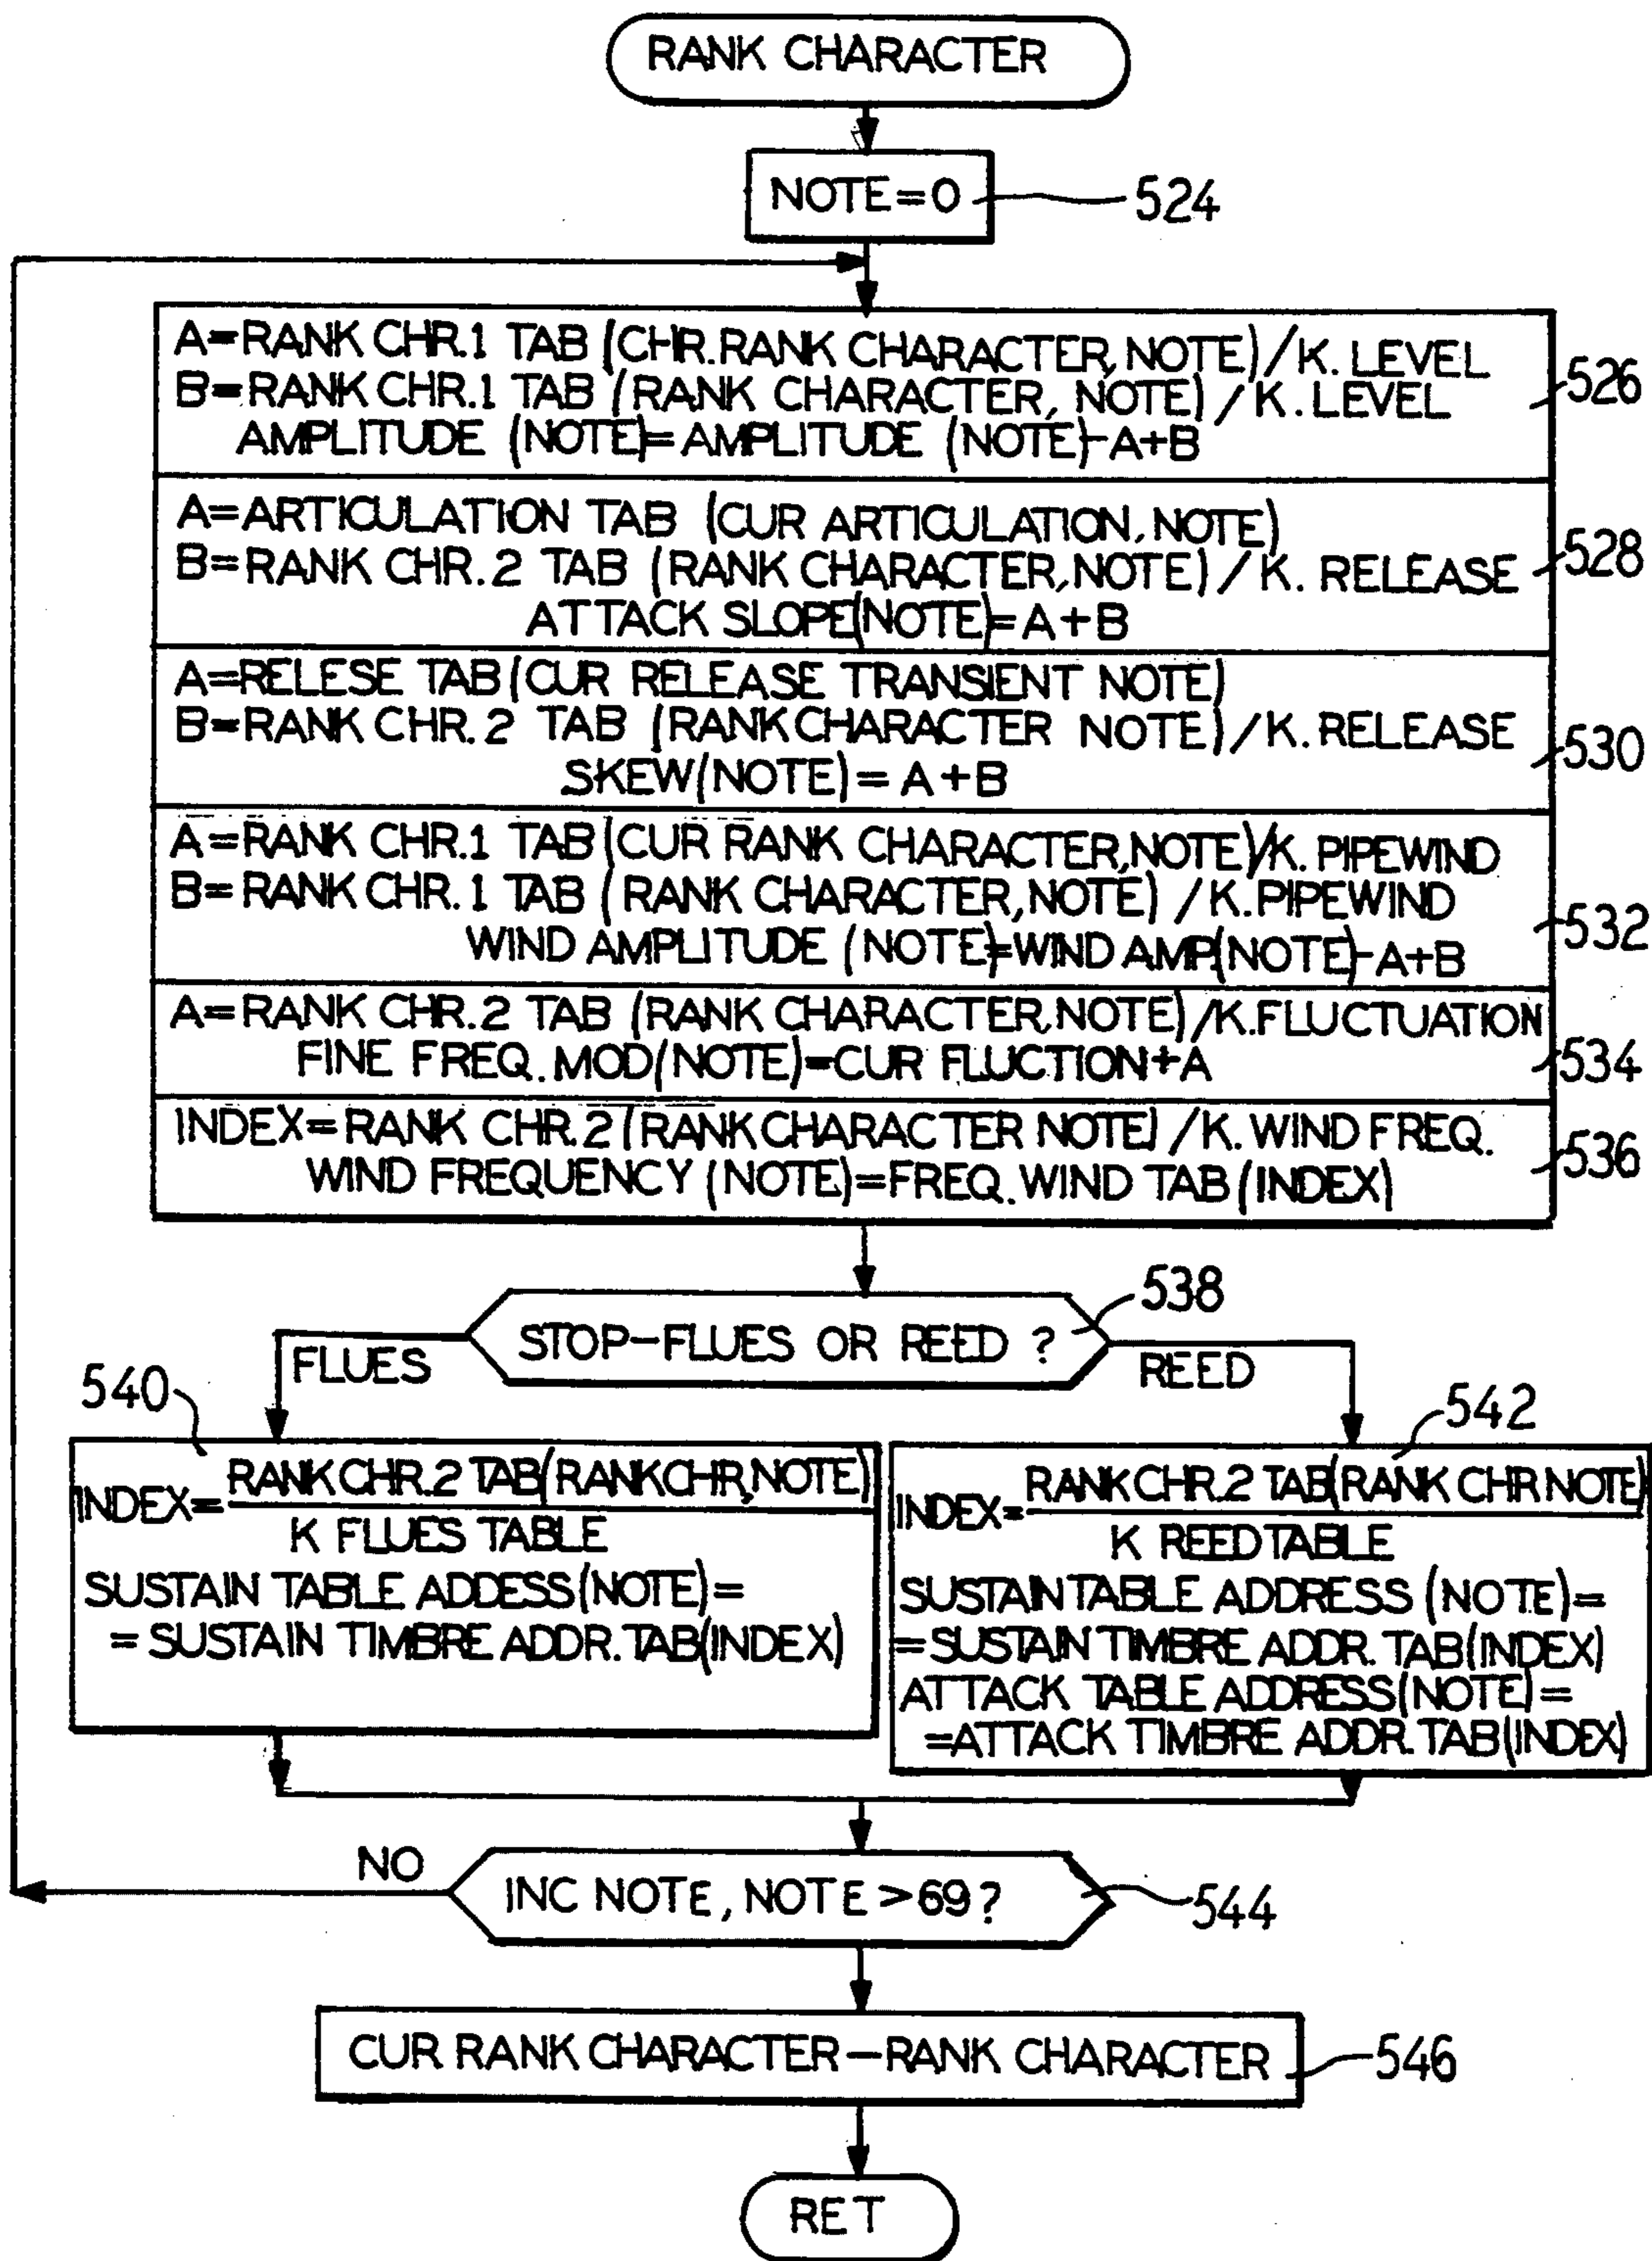 RANK CHARACTER
NOTE=0
524
A=RANK CHR.1 TAB (CHR.RANK CHARACTER,NOTE)/K. LEVEL
B=RANK CHR.1 TAB (RANK CHARACTER, NOTE)/K. LEVEL
AMPLITUDE (NOTE)=AMPLITUDE (NOTE)-A+B
526
A=ARTICULATION TAB (CUR ARTICULATION,NOTE)
B=RANK CHR.2 TAB (RANK CHARACTER,NOTE)/K. RELEASE
ATTACK SLOPE(NOTE)=A+B
528
A=RELESE TAB(CUR RELEASE TRANSIENT NOTE)
B=RANK CHR.2 TAB (RANK CHARACTER NOTE)/K. RELEASE
SKEW(NOTE)=A+B
530
A=RANK CHR.1 TAB(CUR RANK CHARACTER,NOTE)/K. PIPEWIND
B=RANK CHR.1 TAB (RANK CHARACTER,NOTE)/K.PIPEWIND
WIND AMPLITUDE (NOTE)=WIND AMP.(NOTE)-A+B
532
A=RANK CHR.2 TAB (RANK CHARACTER,NOTE)/K.FLUCTUATION
FINE FREQ.MOD(NOTE)=CUR FLUCTION+A
534
INDEX=RANK CHR.2(RANK CHARACTER NOTE)/K. WIND FREQ.
WIND FREQUENCY(NOTE)=FREQ.WIND TAB(INDEX)
536
STOP-FLUES OR REED ?
538
FLUES
REED
540
542
INDEX=RANK CHR.2 TAB(RANK CHR,NOTE)
K FLUES TABLE
SUSTAIN TABLE ADDESS(NOTE)=
=SUSTAIN TIMBRE ADDR.TAB(INDEX)
INDEX=RANK CHR.2 TAB(RANK CHR NOTE)
K REED TABLE
SUSTAIN TABLE ADDRESS (NOTE)=
=SUSTAIN TIMBRE ADDR.TAB(INDEX)
ATTACK TABLE ADDRESS(NOTE)=
=ATTACK TIMBRE ADDR.TAB(INDEX)
NO
INC NOTE, NOTE >69?
544
CUR RANK CHARACTER—RANK CHARACTER
546
RET